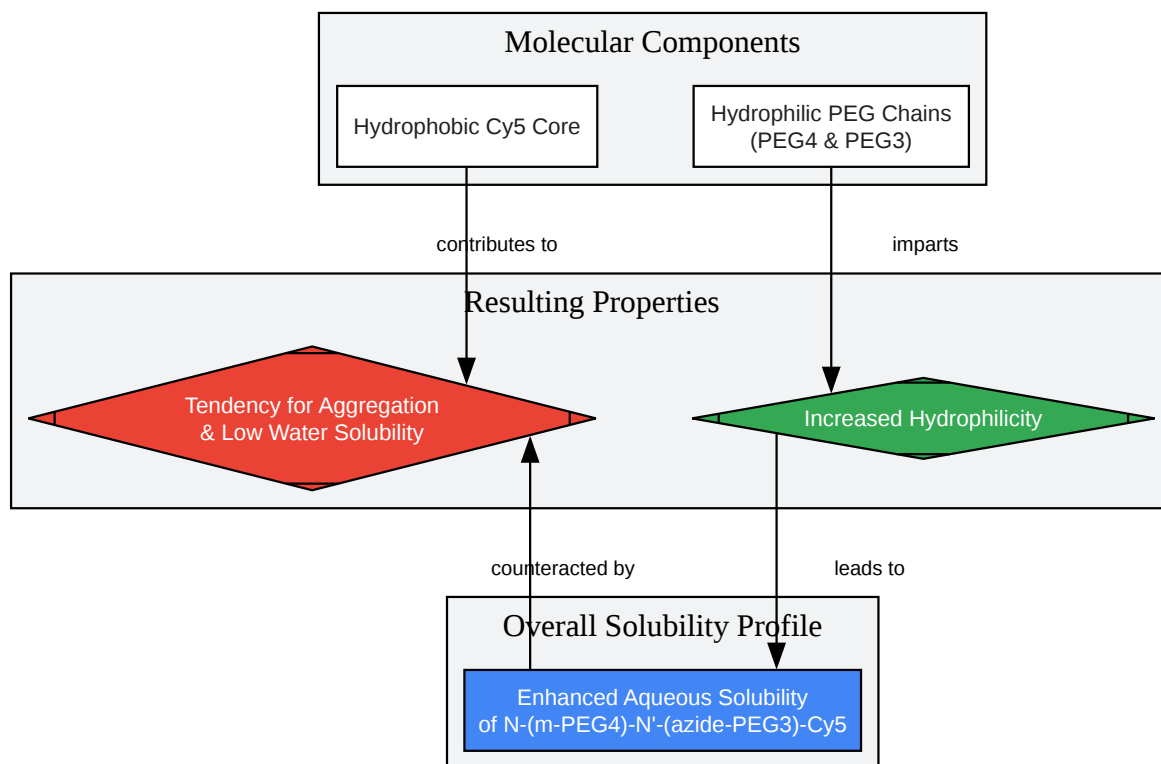 Molecular Components
Hydrophobic Cy5 Core
Hydrophilic PEG Chains
(PEG4 & PEG3)
contributes to
imparts
Resulting Properties
Tendency for Aggregation
& Low Water Solubility
Increased Hydrophilicity
counteracted by
leads to
Overall Solubility Profile
Enhanced Aqueous Solubility
of N-(m-PEG4)-N'-(azide-PEG3)-Cy5